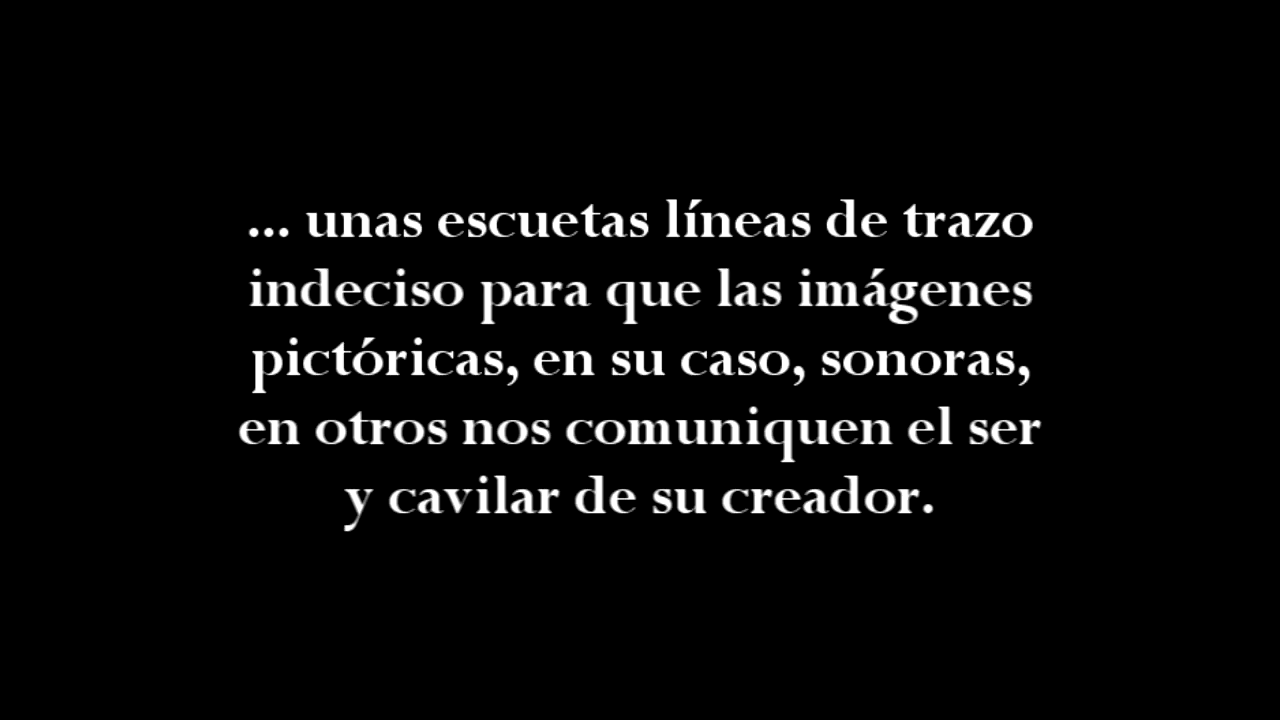 ... unas escuetas líneas de trazo
indeciso para que las imágenes
pictóricas, en su caso, sonoras,
en otros nos comuniquen el ser
y cavilar de su creador.